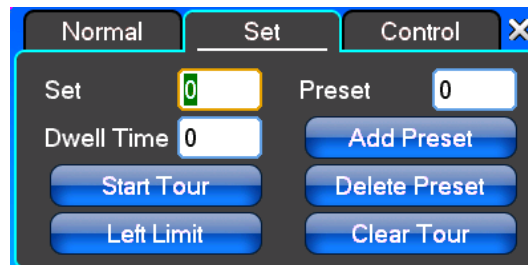 Normal Set Control
Set 0 Preset 0
Dwell Time 0 Add Preset
Start Tour Delete Preset
Left Limit Clear Tour